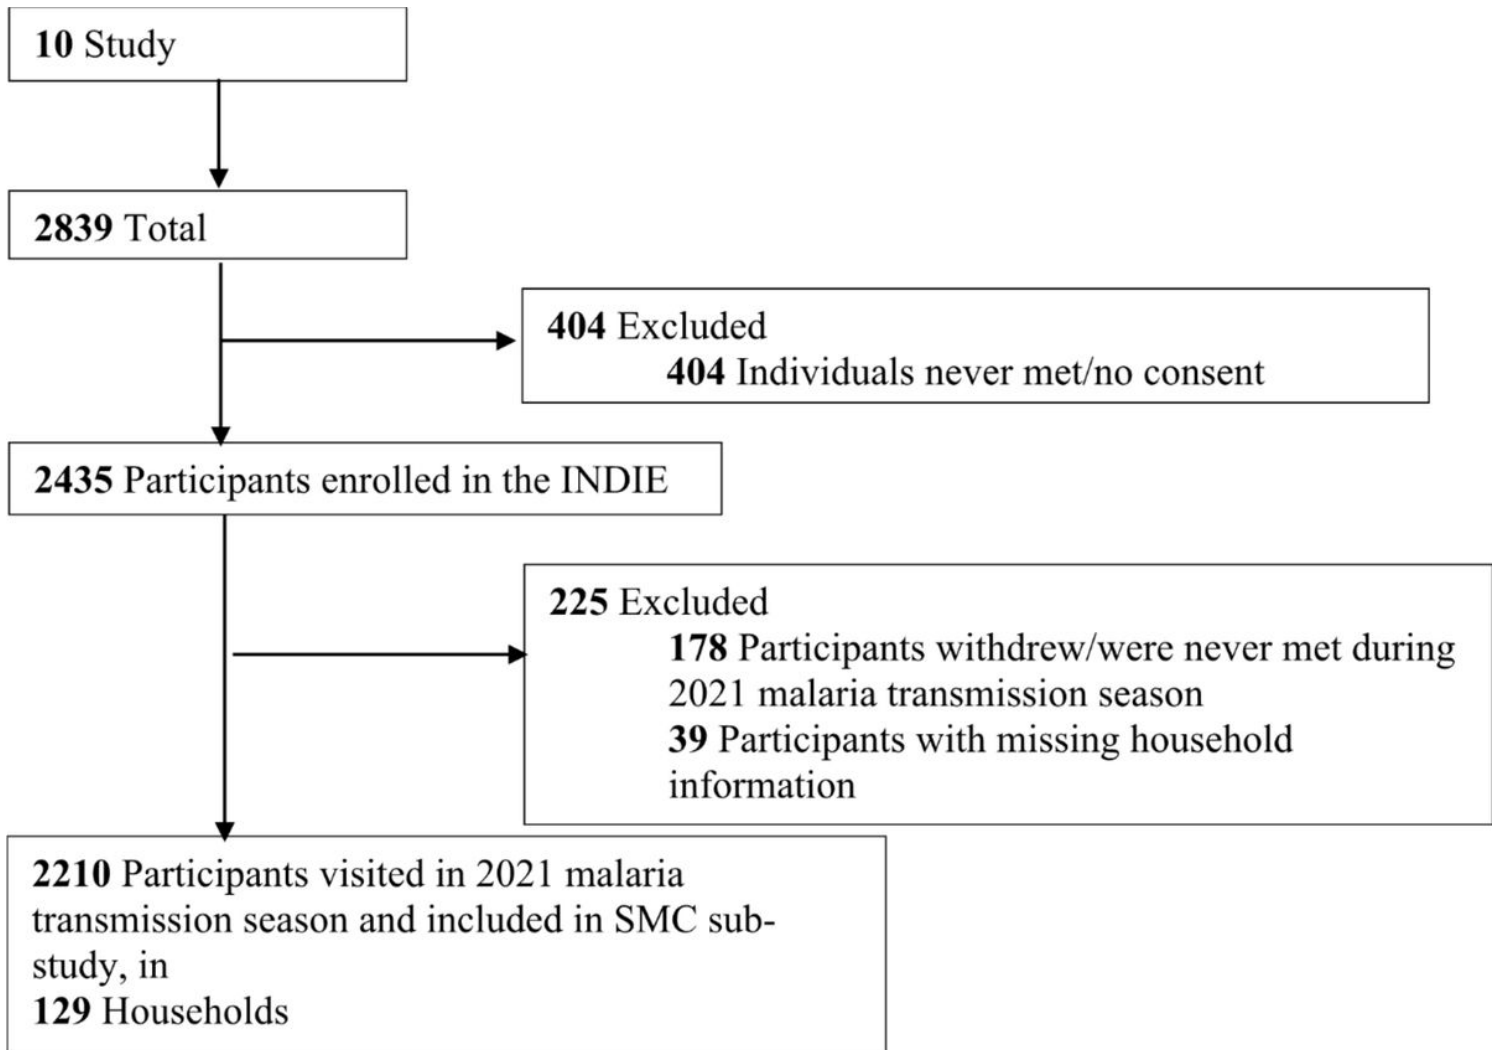 10 Study
2839 Total
404 Excluded
404 Individuals never met/no consent
2435 Participants enrolled in the INDIE
225 Excluded
178 Participants withdrew/were never met during
2021 malaria transmission season
39 Participants with missing household
information
2210 Participants visited in 2021 malaria
transmission season and included in SMC sub-
study, in
129 Households